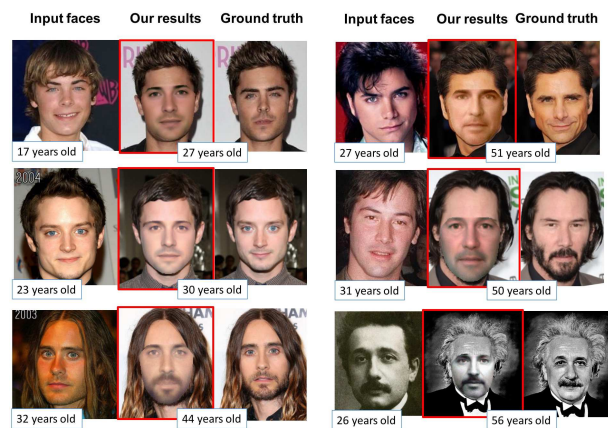 Input faces Our results Ground truth
Input faces Our results Ground truth
17 years old
27 years old
27 years old
51 years old
2004
23 years old
30 years old
31 years old
50 years old
2003
32 years old
44 years old
26 years old
56 years old